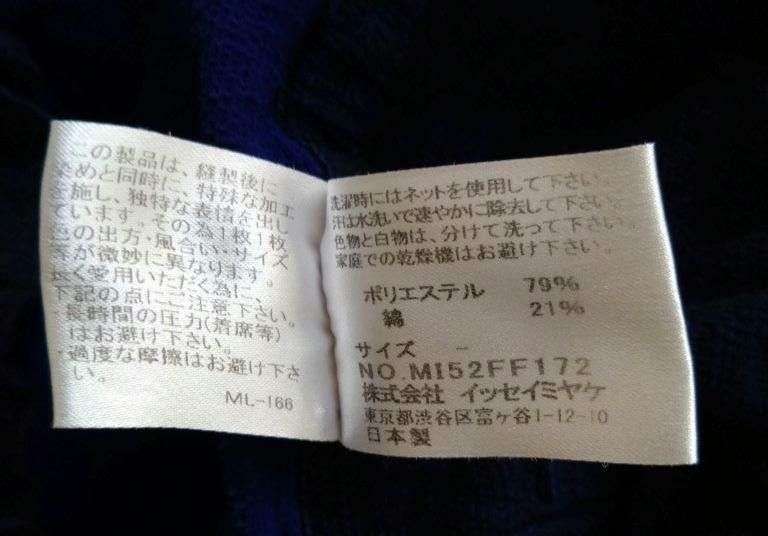 この製品は、縫製後に
染めと同時に、特殊な加工
を施し、独特な表情を出し
ています。その為1枚1枚
色の出方・風合い・サイズ
等が微妙に異なります。
長く愛用いただく為に、
下記の点にご注意下さい。
・長時間の圧力(着席等)
はお避け下さい。
・過度な摩擦はお避け下さ
い。
ML-166
洗濯時にはネットを使用して下さい。
汗は水洗いで速やかに除去して下さい。
色物と白物は、分けて洗って下さい。
家庭での乾燥機はお避け下さい。
ポリエステル 79%
綿 21%
サイズ －
NO.MI52FF172
株式会社 イッセイミヤケ
東京都渋谷区富ヶ谷1-12-10
日本製